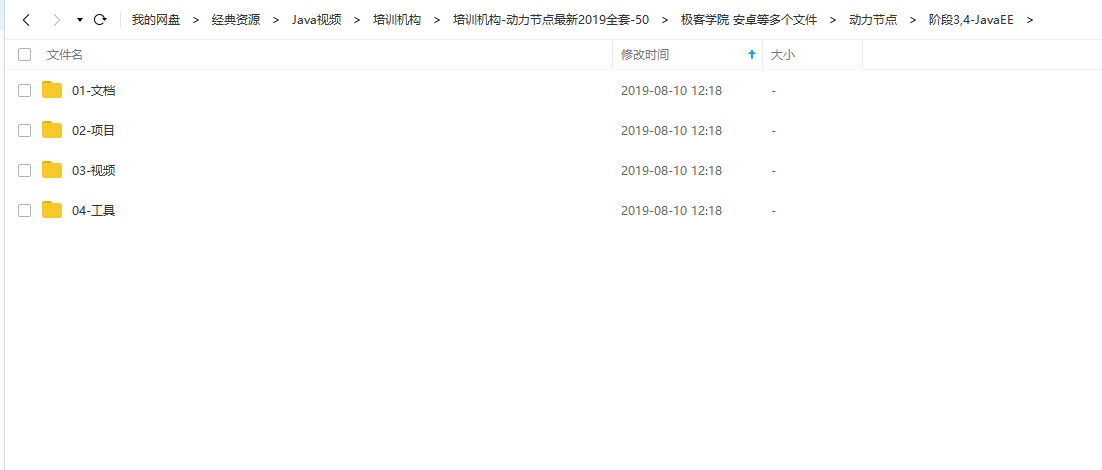 我的网盘 > 经典资源 > Java视频 > 培训机构 > 培训机构-动力节点最新2019全套-50 > 极客学院 安卓等多个文件 > 动力节点 > 阶段3,4-JavaEE >
文件名 修改时间 大小
01-文档 2019-08-10 12:18 -
02-项目 2019-08-10 12:18 -
03-视频 2019-08-10 12:18 -
04-工具 2019-08-10 12:18 -